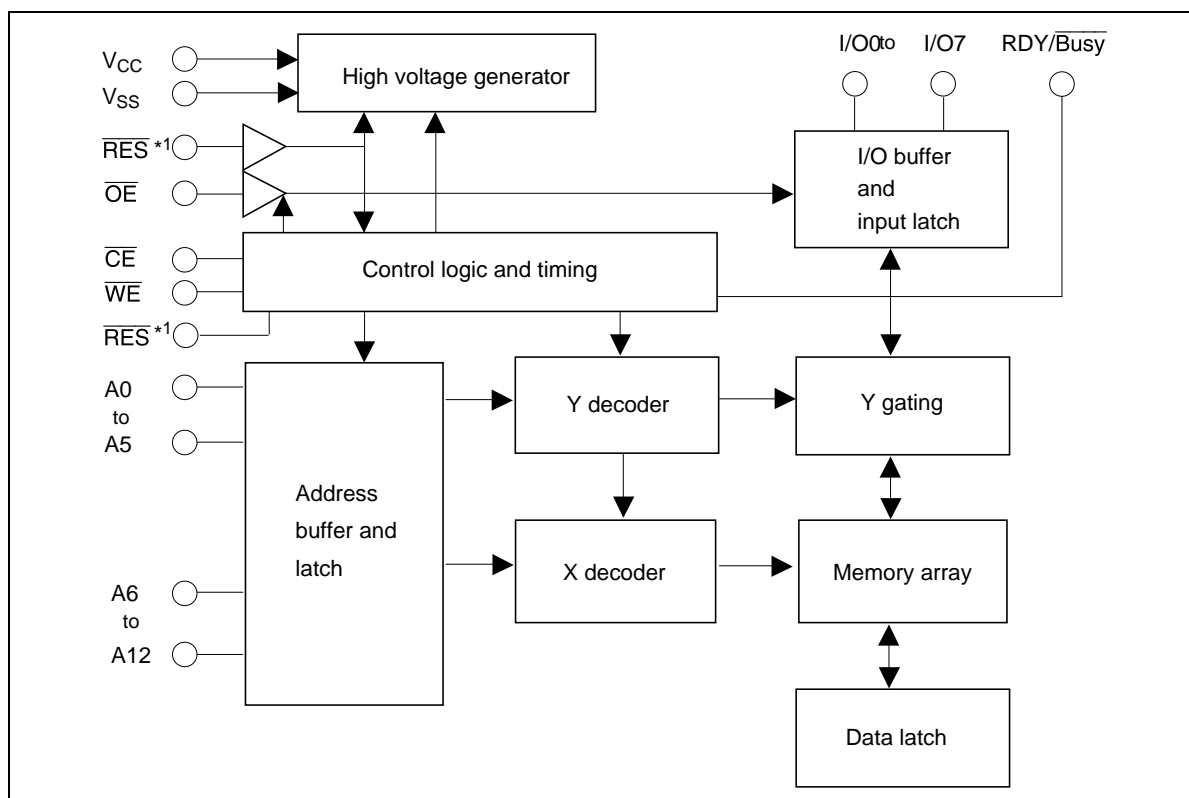 VCC
VSS
RES *1
OE
CE
WE
RES *1
A0
to
A5
A6
to
A12
High voltage generator
I/O0 to I/O7
RDY/Busy
I/O buffer
and
input latch
Control logic and timing
Address
buffer and
latch
Y decoder
Y gating
X decoder
Memory array
Data latch